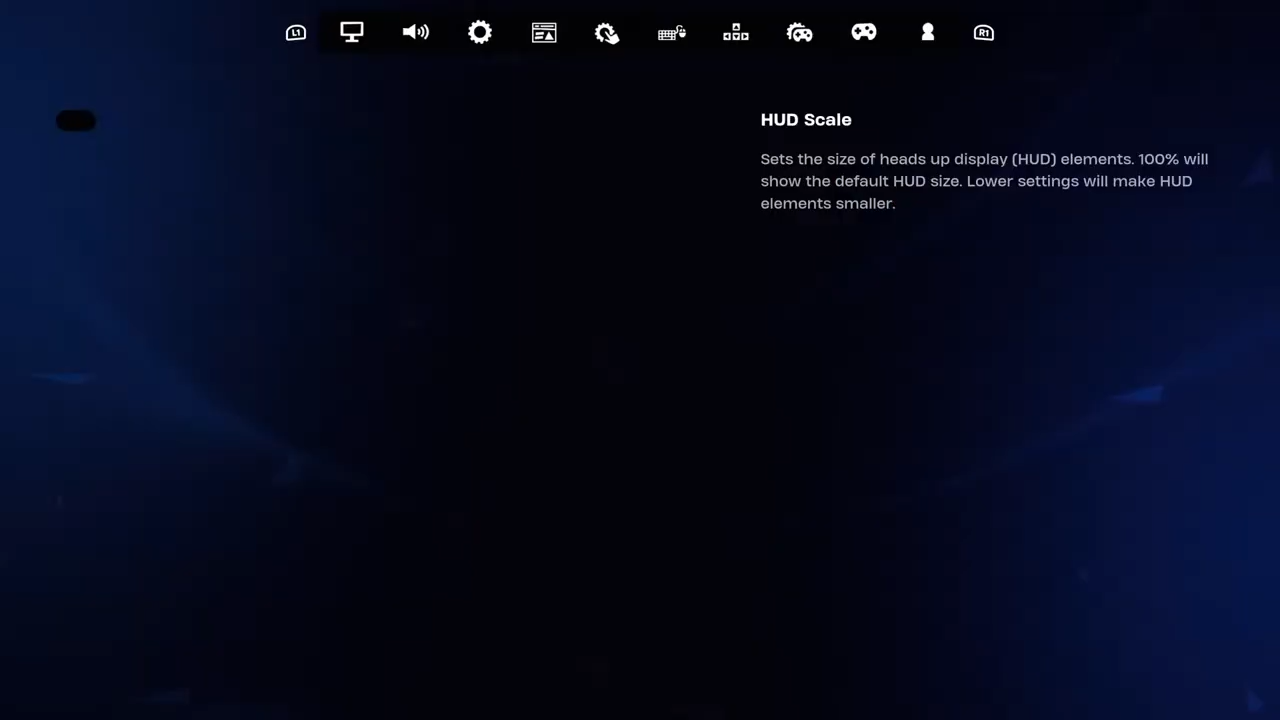 L1
R1
HUD Scale
Sets the size of heads up display (HUD) elements. 100% will
show the default HUD size. Lower settings will make HUD
elements smaller.